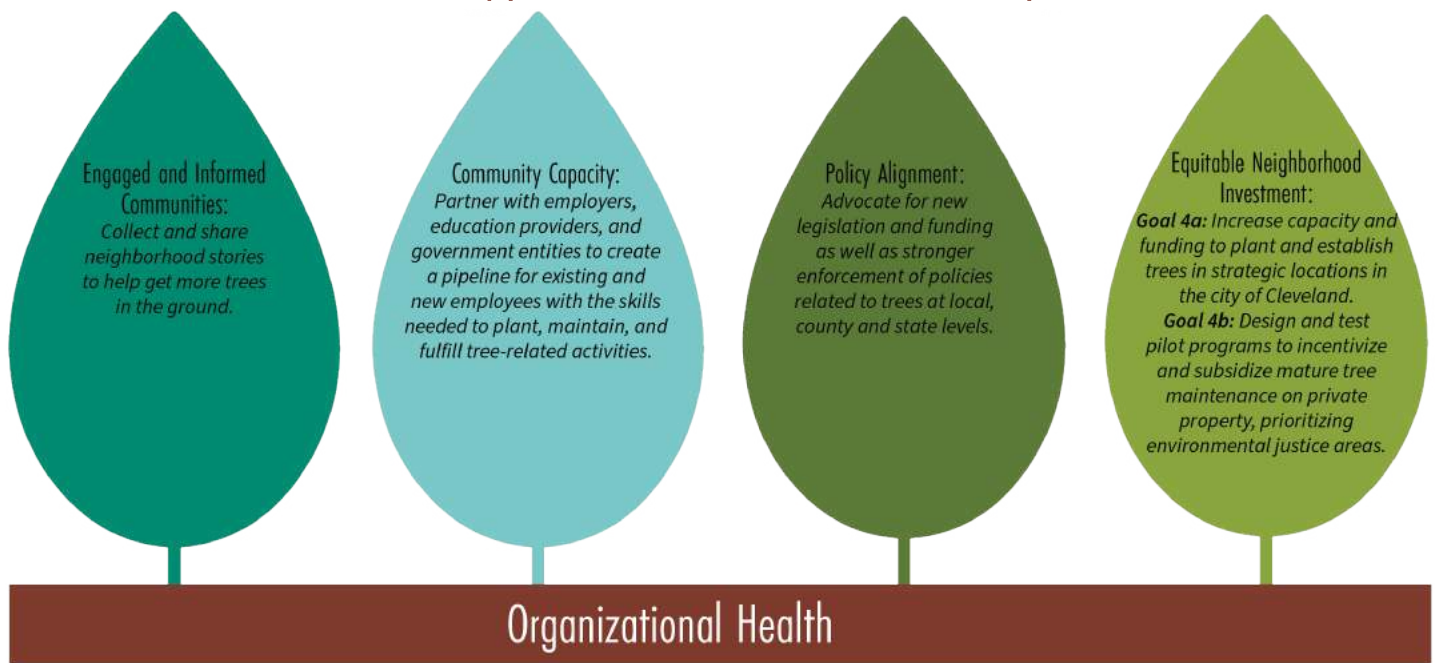 Engaged and Informed
Communities:
Collect and share
neighborhood stories
to help get more trees
in the ground.
Community Capacity:
Partner with employers,
education providers, and
government entities to create
a pipeline for existing and
new employees with the skills
needed to plant, maintain, and
fulfill tree-related activities.
Policy Alignment:
Advocate for new
legislation and funding
as well as stronger
enforcement of policies
related to trees at local,
county and state levels.
Equitable Neighborhood
Investment:
Goal 4a: Increase capacity and
funding to plant and establish
trees in strategic locations in
the city of Cleveland.
Goal 4b: Design and test
pilot programs to incentivize
and subsidize mature tree
maintenance on private
property, prioritizing
environmental justice areas.
Organizational Health